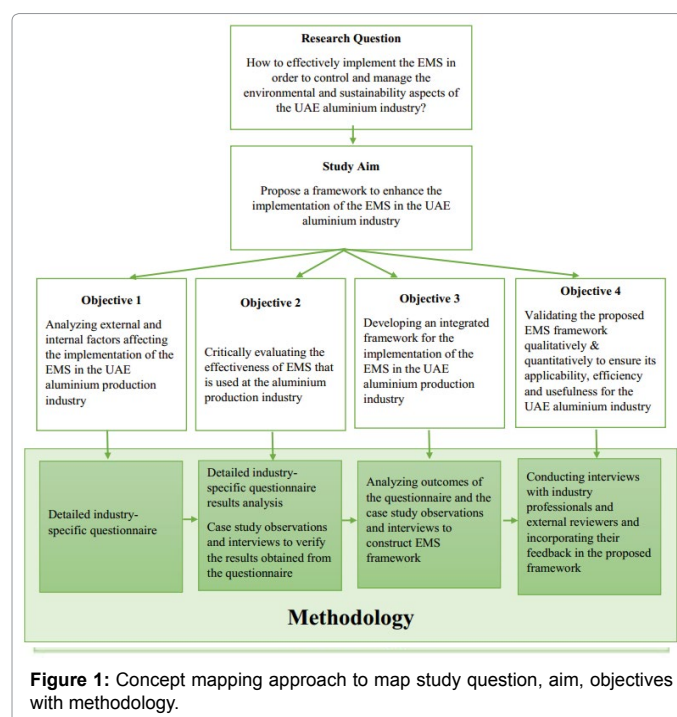 Research Question
How to effectively implement the EMS in
order to control and manage the
environmental and sustainability aspects of
the UAE aluminium industry?
Study Aim
Propose a framework to enhance the
implementation of the EMS in the UAE
aluminium industry
Objective 1
Analyzing external and
internal factors affecting
the implementation of the
EMS in the UAE
aluminium production
industry
Objective 2
Critically evaluating the
effectiveness of EMS that
is used at the aluminium
production industry
Objective 3
Developing an integrated
framework for the
implementation of the
EMS in the UAE
aluminium production
industry
Objective 4
Validating the proposed
EMS framework
qualitatively &
quantitatively to ensure its
applicability, efficiency
and usefulness for the
UAE aluminium industry
Detailed industry-
specific questionnaire
Detailed industry-
specific questionnaire
results analysis
Case study observations
and interviews to verify
the results obtained from
the questionnaire
Analyzing outcomes of
the questionnaire and the
case study observations
and interviews to
construct EMS
framework
Conducting interviews
with industry
professionals and
external reviewers and
incorporating their
feedback in the proposed
framework
Methodology
Figure 1: Concept mapping approach to map study question, aim, objectives
with methodology.